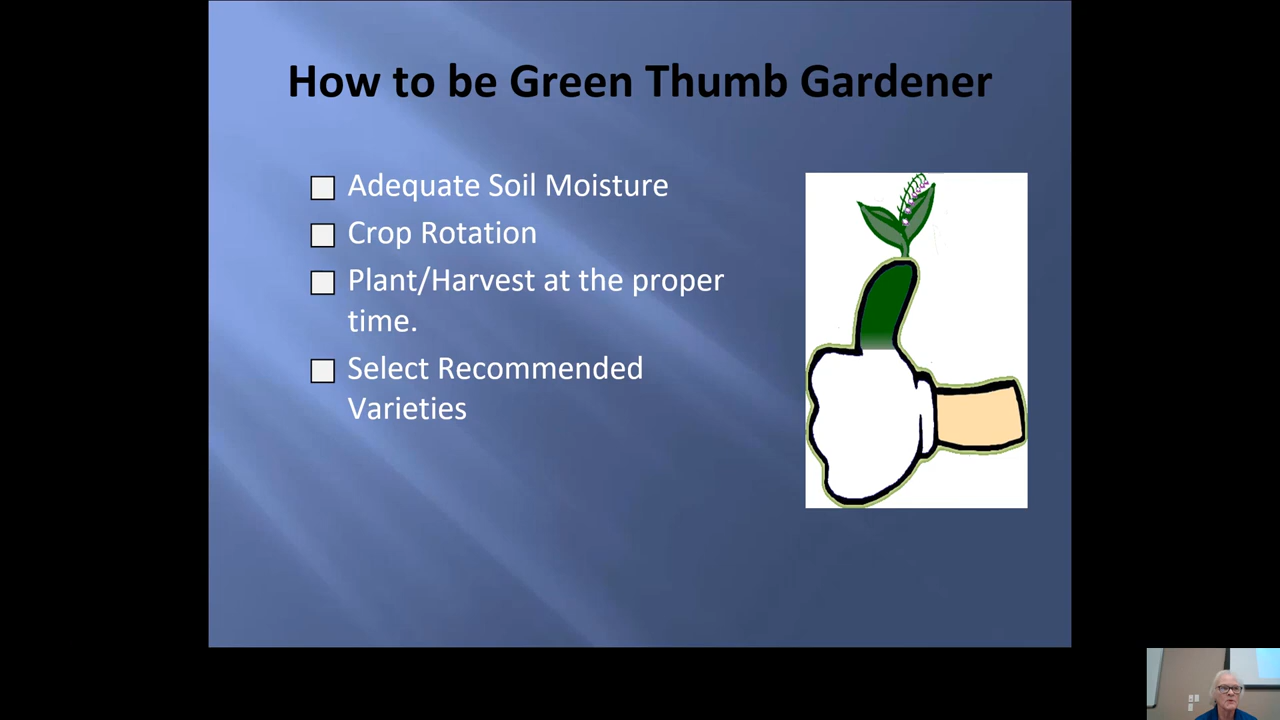 How to be Green Thumb Gardener
Adequate Soil Moisture
Crop Rotation
Plant/Harvest at the proper
time.
Select Recommended
Varieties